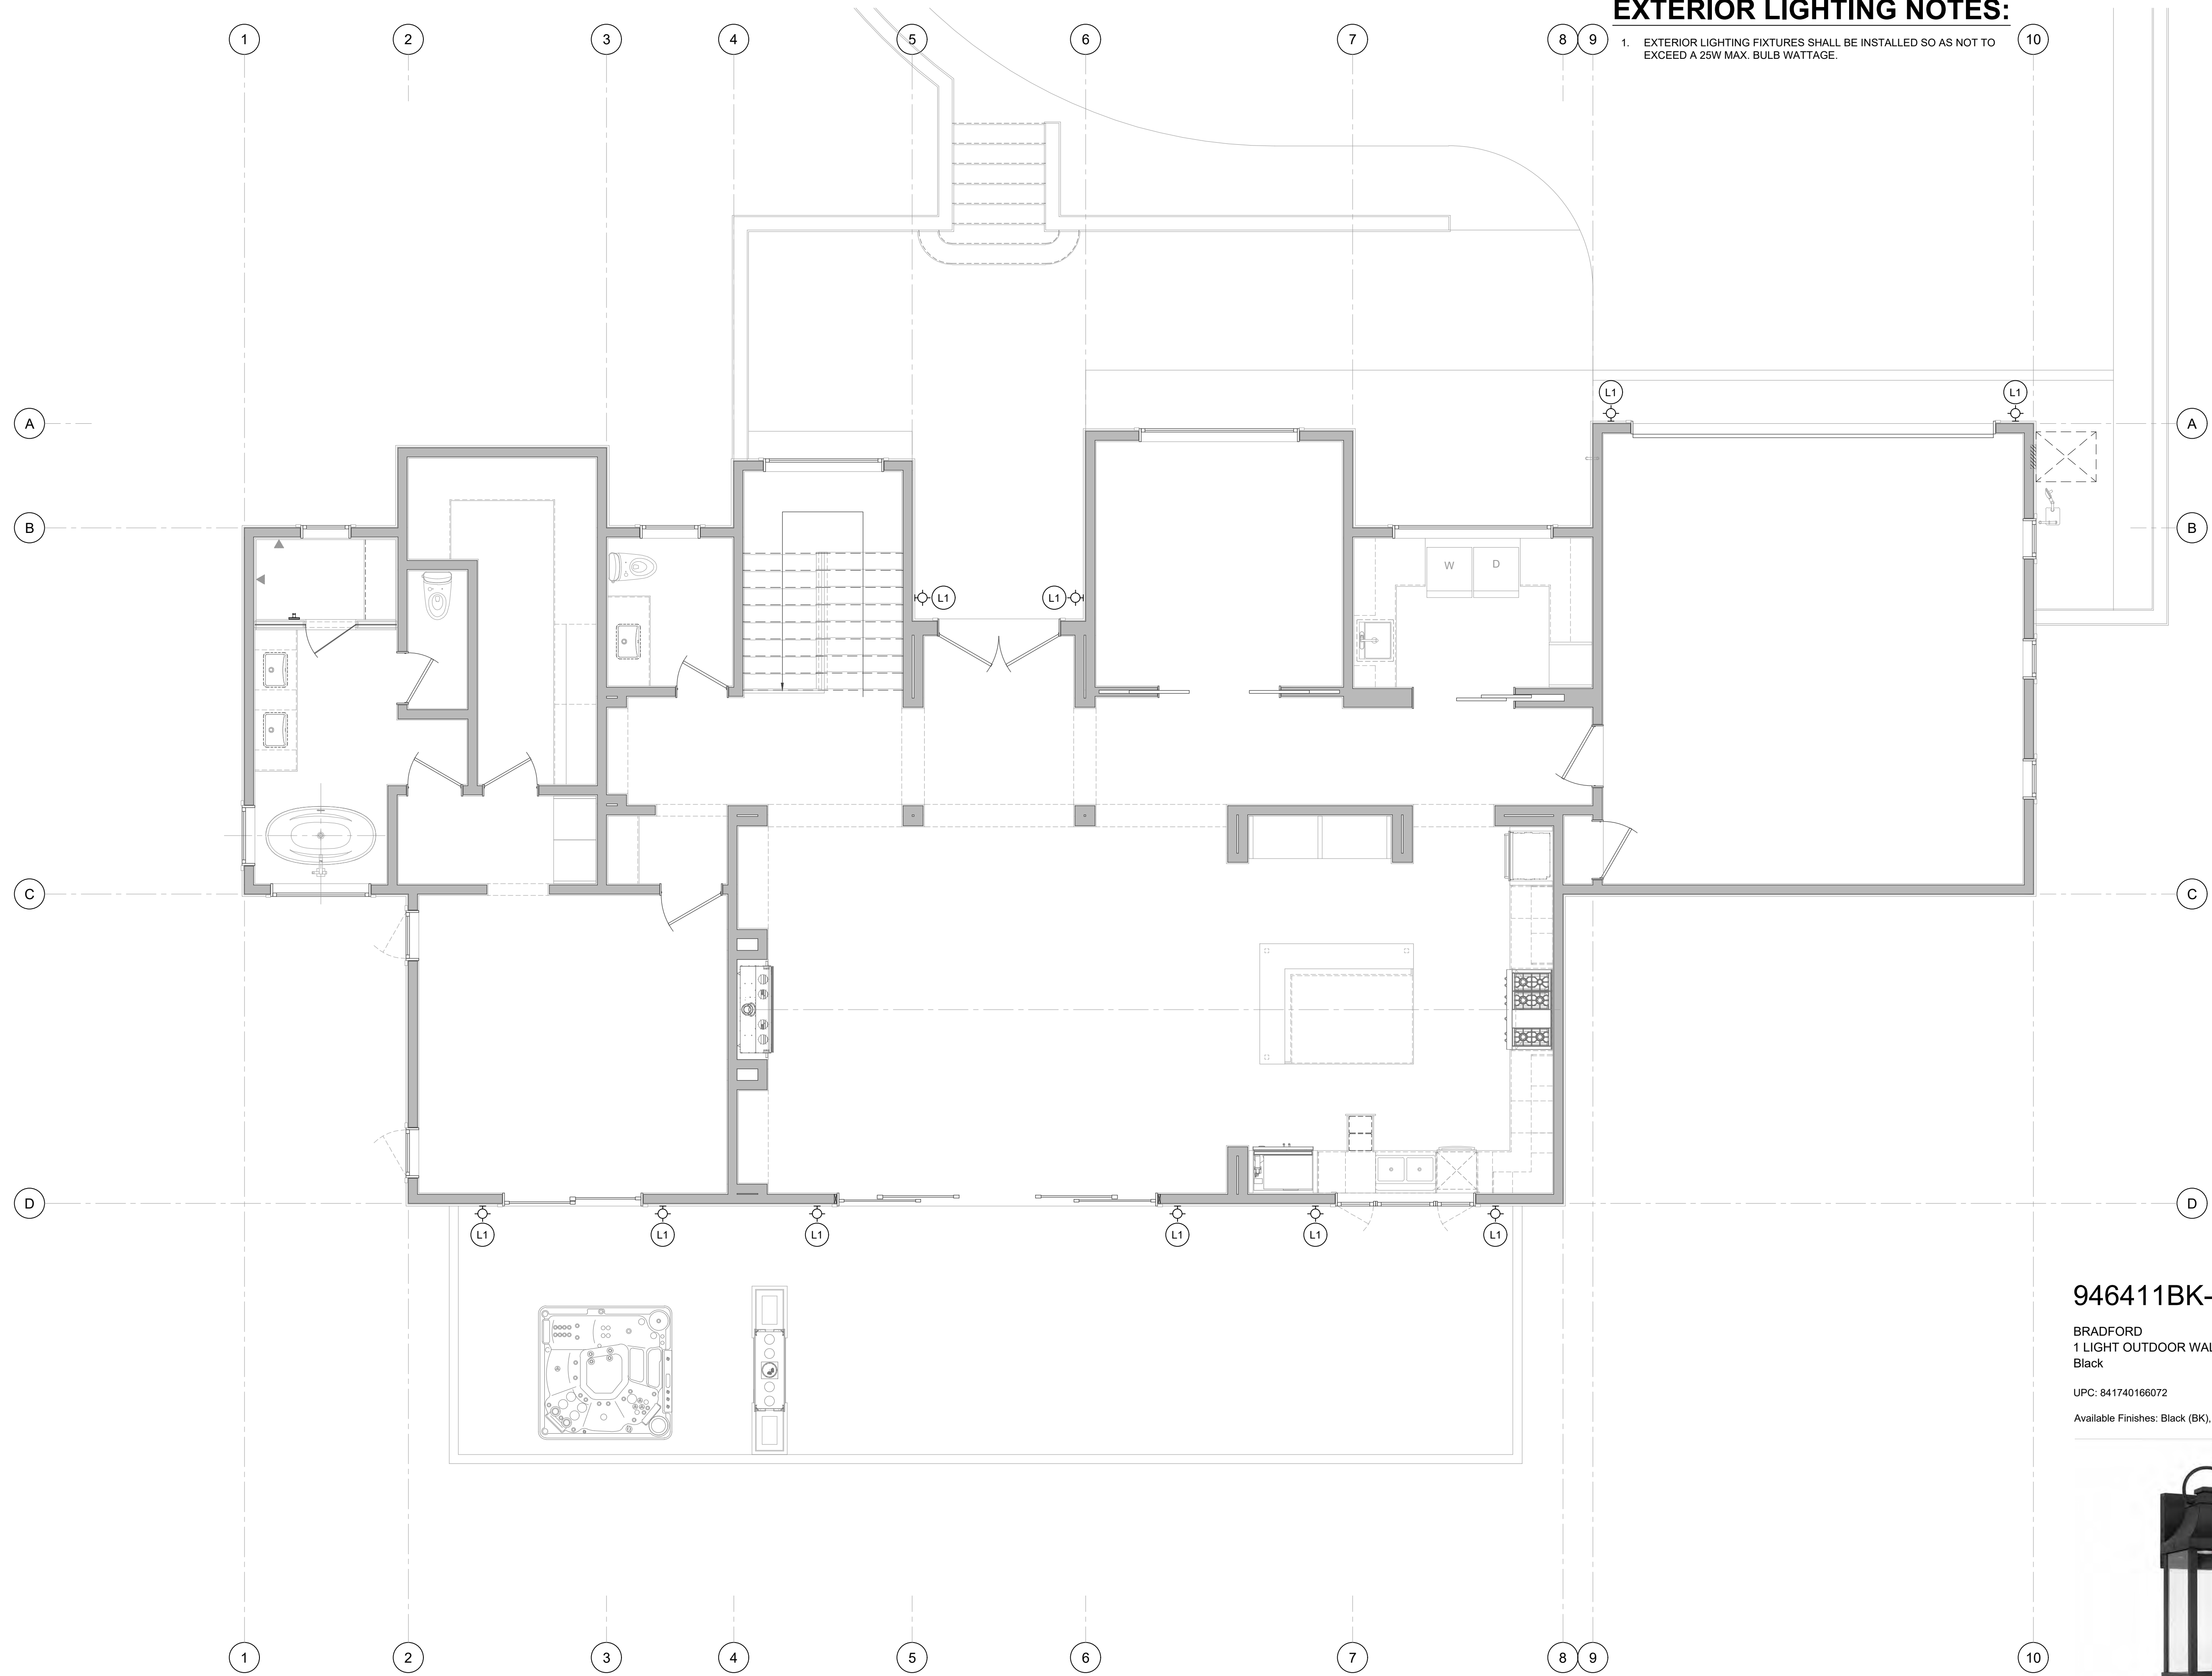 EXTERIOR LIGHTING NOTES:
1 2 3 4 5 6 7 8 9 10
1. EXTERIOR LIGHTING FIXTURES SHALL BE INSTALLED SO AS NOT TO
EXCEED A 25W MAX. BULB WATTAGE.
L1 L1
A A
B B
W D
L1 L1
C C
D D
L1 L1 L1 L1 L1 L1
946411BK-
BRADFORD
1 LIGHT OUTDOOR WAL
Black
UPC: 841740166072
Available Finishes: Black (BK),
1 2 3 4 5 6 7 8 9 10